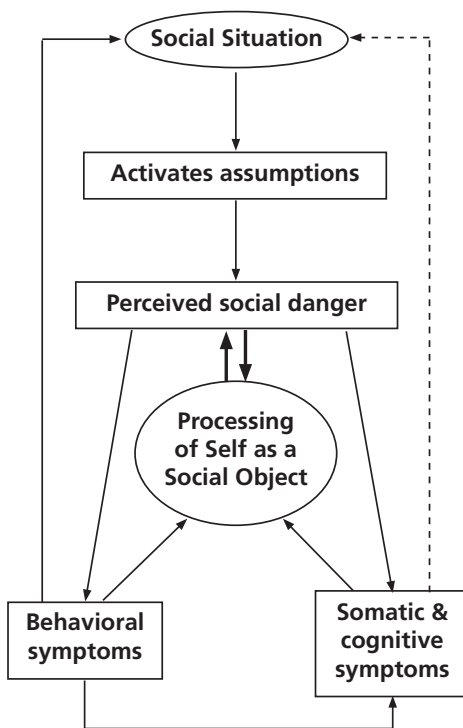 Social Situation
Activates assumptions
Perceived social danger
Processing
of Self as a
Social Object
Behavioral
symptoms
Somatic &
cognitive
symptoms